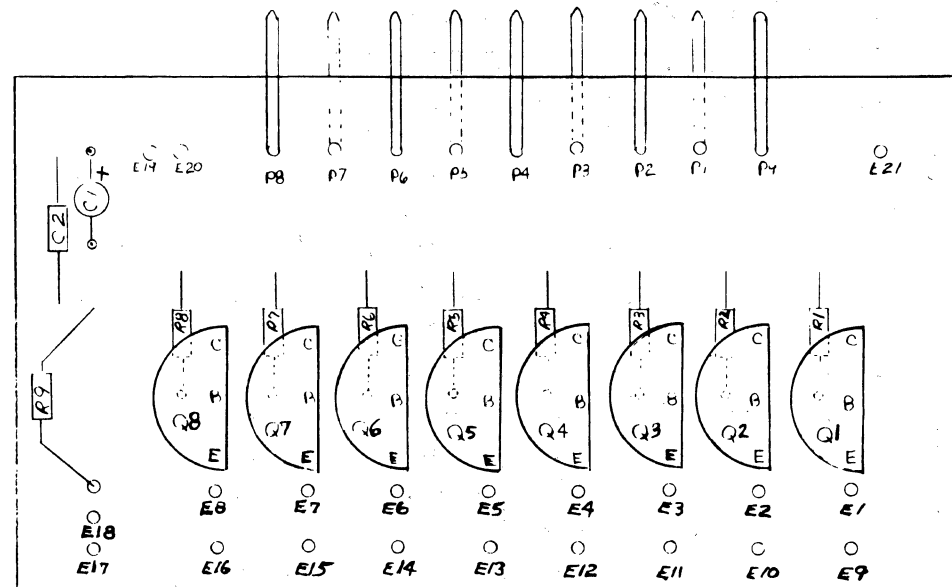 E19 E20 P8 P7 P6 P5 P4 P3 P2 P1 P4 E21
C2 C1 +
R8 R7 R6 R5 R4 R3 R2 R1
C C C C C C C C
R9
B B B B B B B B
Q8 Q7 Q6 Q5 Q4 Q3 Q2 Q1
E E E E E E E E
E8 E7 E6 E5 E4 E3 E2 E1
E18
E17 E16 E15 E14 E13 E12 E11 E10 E9